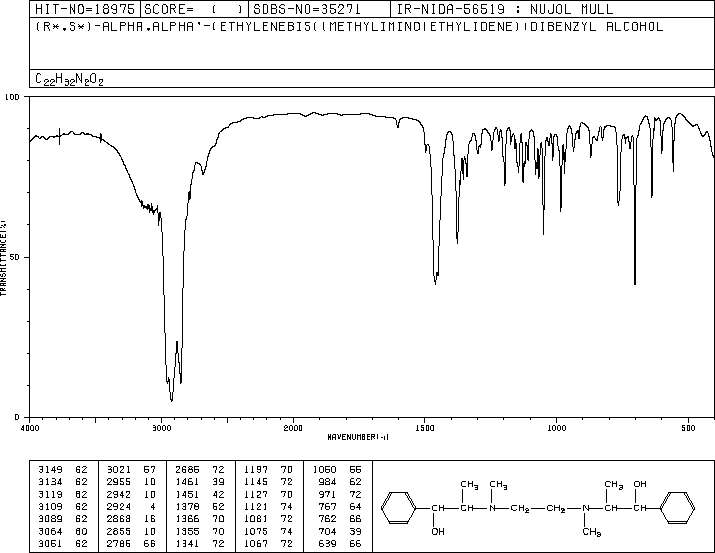 HIT-NO=18975 SCORE= ( ) SDBS-NO=35271 IR-NIDA-56519 : NUJOL MULL
(R*,S*)-ALPHA,ALPHA'-(ETHYLENEBIS((METHYLIMINO)ETHYLIDENE))DIBENZYL ALCOHOL
C22H32N2O2
100
50
0
TRANSMITTANCE(%)
4000 3000 2000 1500 1000 500
WAVENUMBER(-1)
3149 62 3021 57 2686 72 1197 70 1050 55
3134 62 2955 10 1461 39 1145 72 984 62
3119 62 2942 10 1451 42 1127 70 971 72
3109 62 2924 4 1378 52 1121 74 767 64
3089 62 2868 16 1366 70 1081 72 762 66
3064 60 2855 10 1355 70 1075 74 704 39
3051 62 2786 66 1341 72 1067 72 639 66
CH3 CH3 CH3 OH
CH CH N CH2 CH2 N CH CH
OH CH3